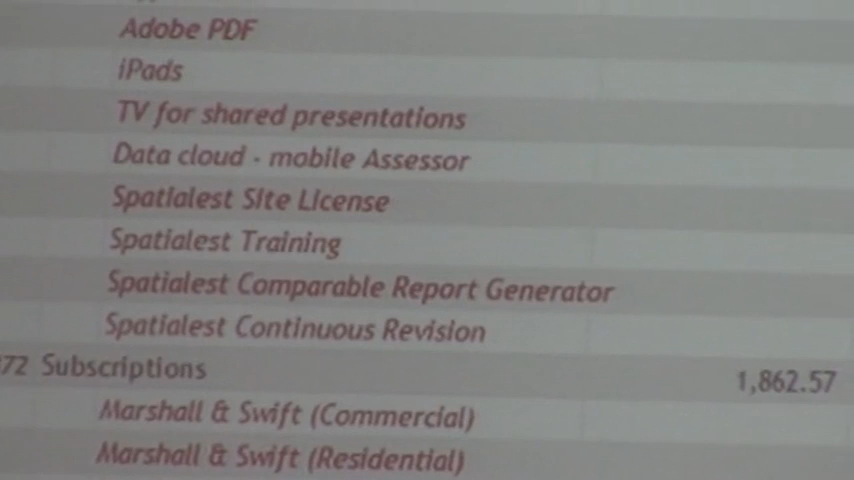 Adobe PDF
iPads
TV for shared presentations
Data cloud - mobile Assessor
Spatialest Site License
Spatialest Training
Spatialest Comparable Report Generator
Spatialest Continuous Revision
72 Subscriptions 1,862.57
Marshall & Swift (Commercial)
Marshall & Swift (Residential)